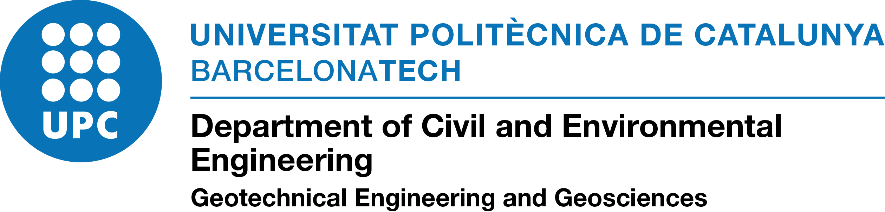 UPC
UNIVERSITAT POLITÈCNICA DE CATALUNYA
BARCELONATECH
Department of Civil and Environmental
Engineering
Geotechnical Engineering and Geosciences